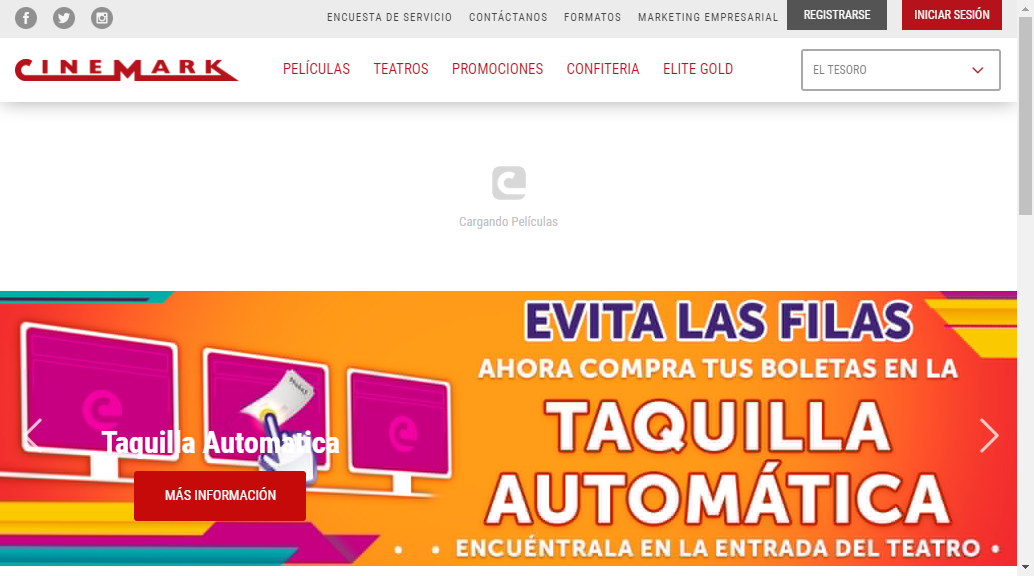 ENCUESTA DE SERVICIO CONTÁCTANOS FORMATOS MARKETING EMPRESARIAL REGISTRARSE INICIAR SESIÓN
CINEMARK PELÍCULAS TEATROS PROMOCIONES CONFITERIA ELITE GOLD EL TESORO
Cargando Películas
EVITA LAS FILAS
AHORA COMPRA TUS BOLETAS EN LA
TAQUILLA
AUTOMÁTICA
ENCUÉNTRALA EN LA ENTRADA DEL TEATRO
Taquilla Automatica
MÁS INFORMACIÓN